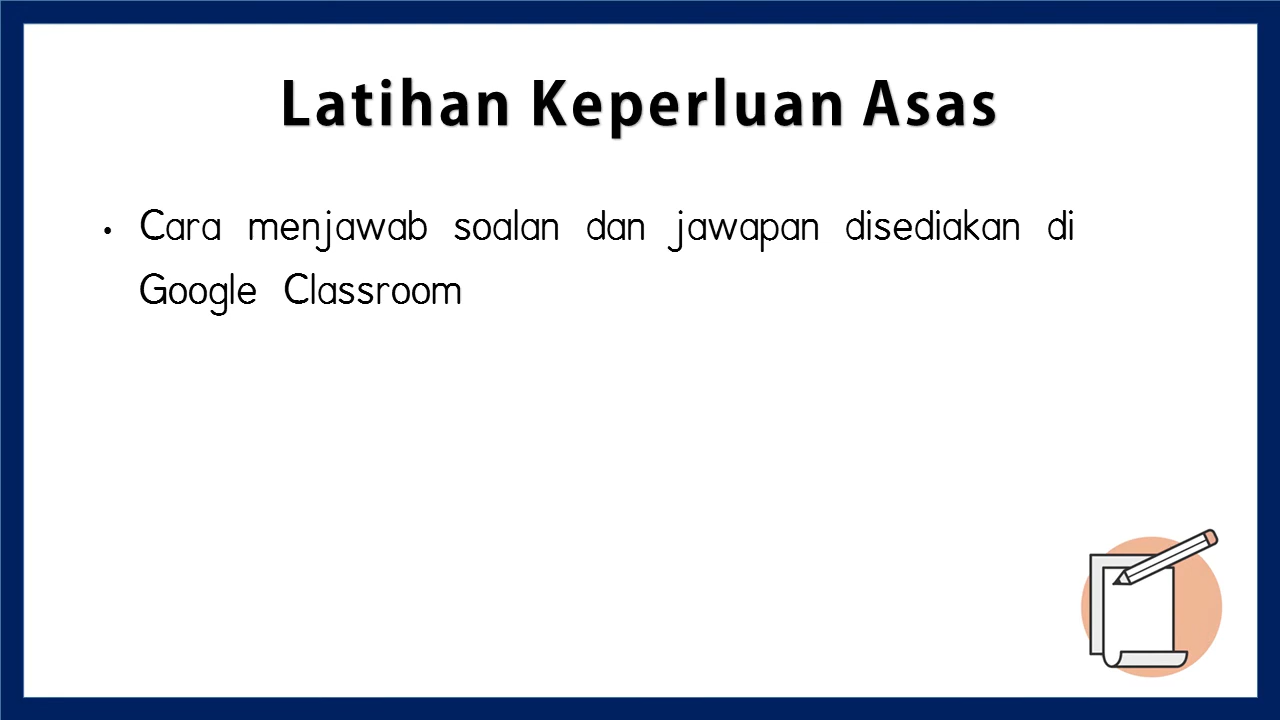 Latihan Keperluan Asas
• Cara menjawab soalan dan jawapan disediakan di
Google Classroom